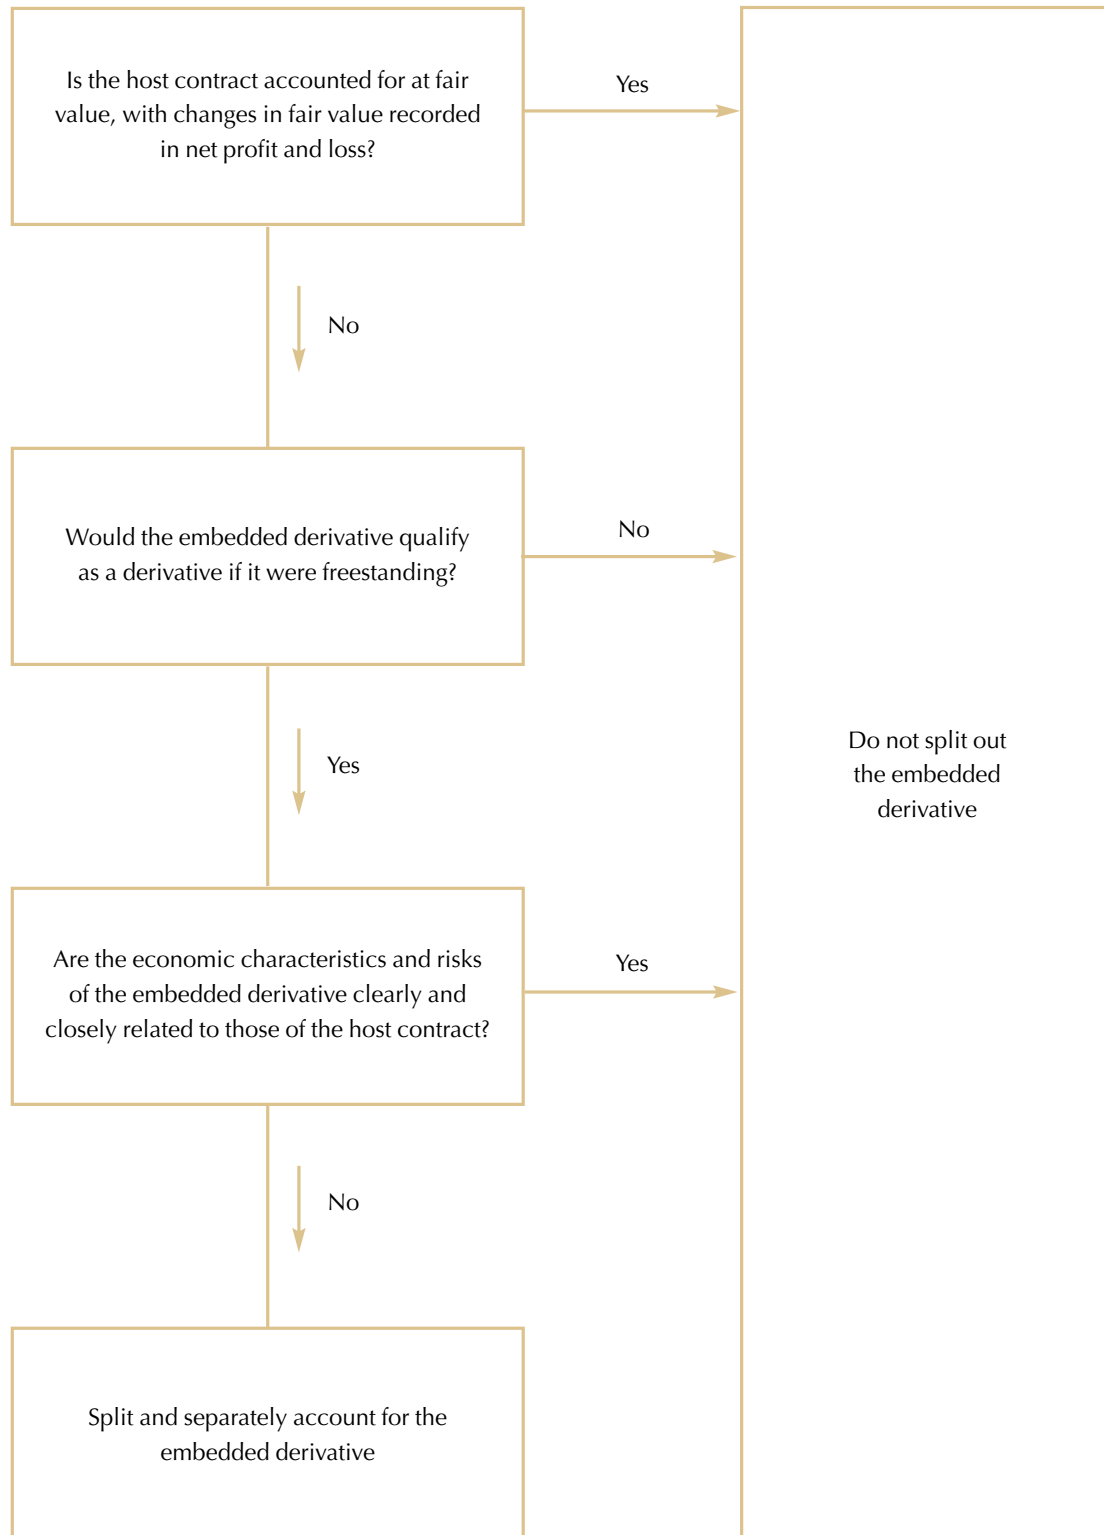 Is the host contract accounted for at fair
value, with changes in fair value recorded
in net profit and loss?
Yes
No
Would the embedded derivative qualify
as a derivative if it were freestanding?
No
Yes
Do not split out
the embedded
derivative
Are the economic characteristics and risks
of the embedded derivative clearly and
closely related to those of the host contract?
Yes
No
Split and separately account for the
embedded derivative